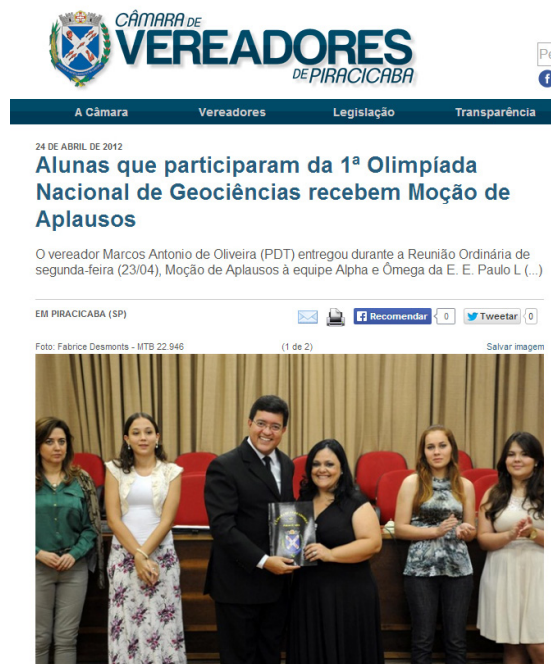 CÂMARA DE
VEREADORES
DE PIRACICABA
Pe
A Câmara Vereadores Legislação Transparência
24 DE ABRIL DE 2012
Alunas que participaram da 1ª Olimpíada
Nacional de Geociências recebem Moção de
Aplausos
O vereador Marcos Antonio de Oliveira (PDT) entregou durante a Reunião Ordinária de
segunda-feira (23/04), Moção de Aplausos à equipe Alpha e Ômega da E. E. Paulo L (...)
EM PIRACICABA (SP)
Recomendar 0 Tweetar 0
Foto: Fabrice Desmonts - MTB 22.946 (1 de 2) Salvar imagem